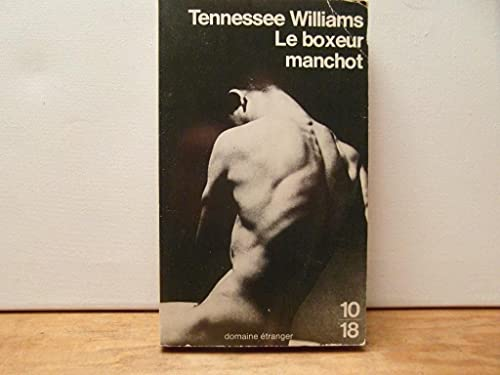 Tennessee Williams
Le boxeur
manchot
10
18
domaine étranger